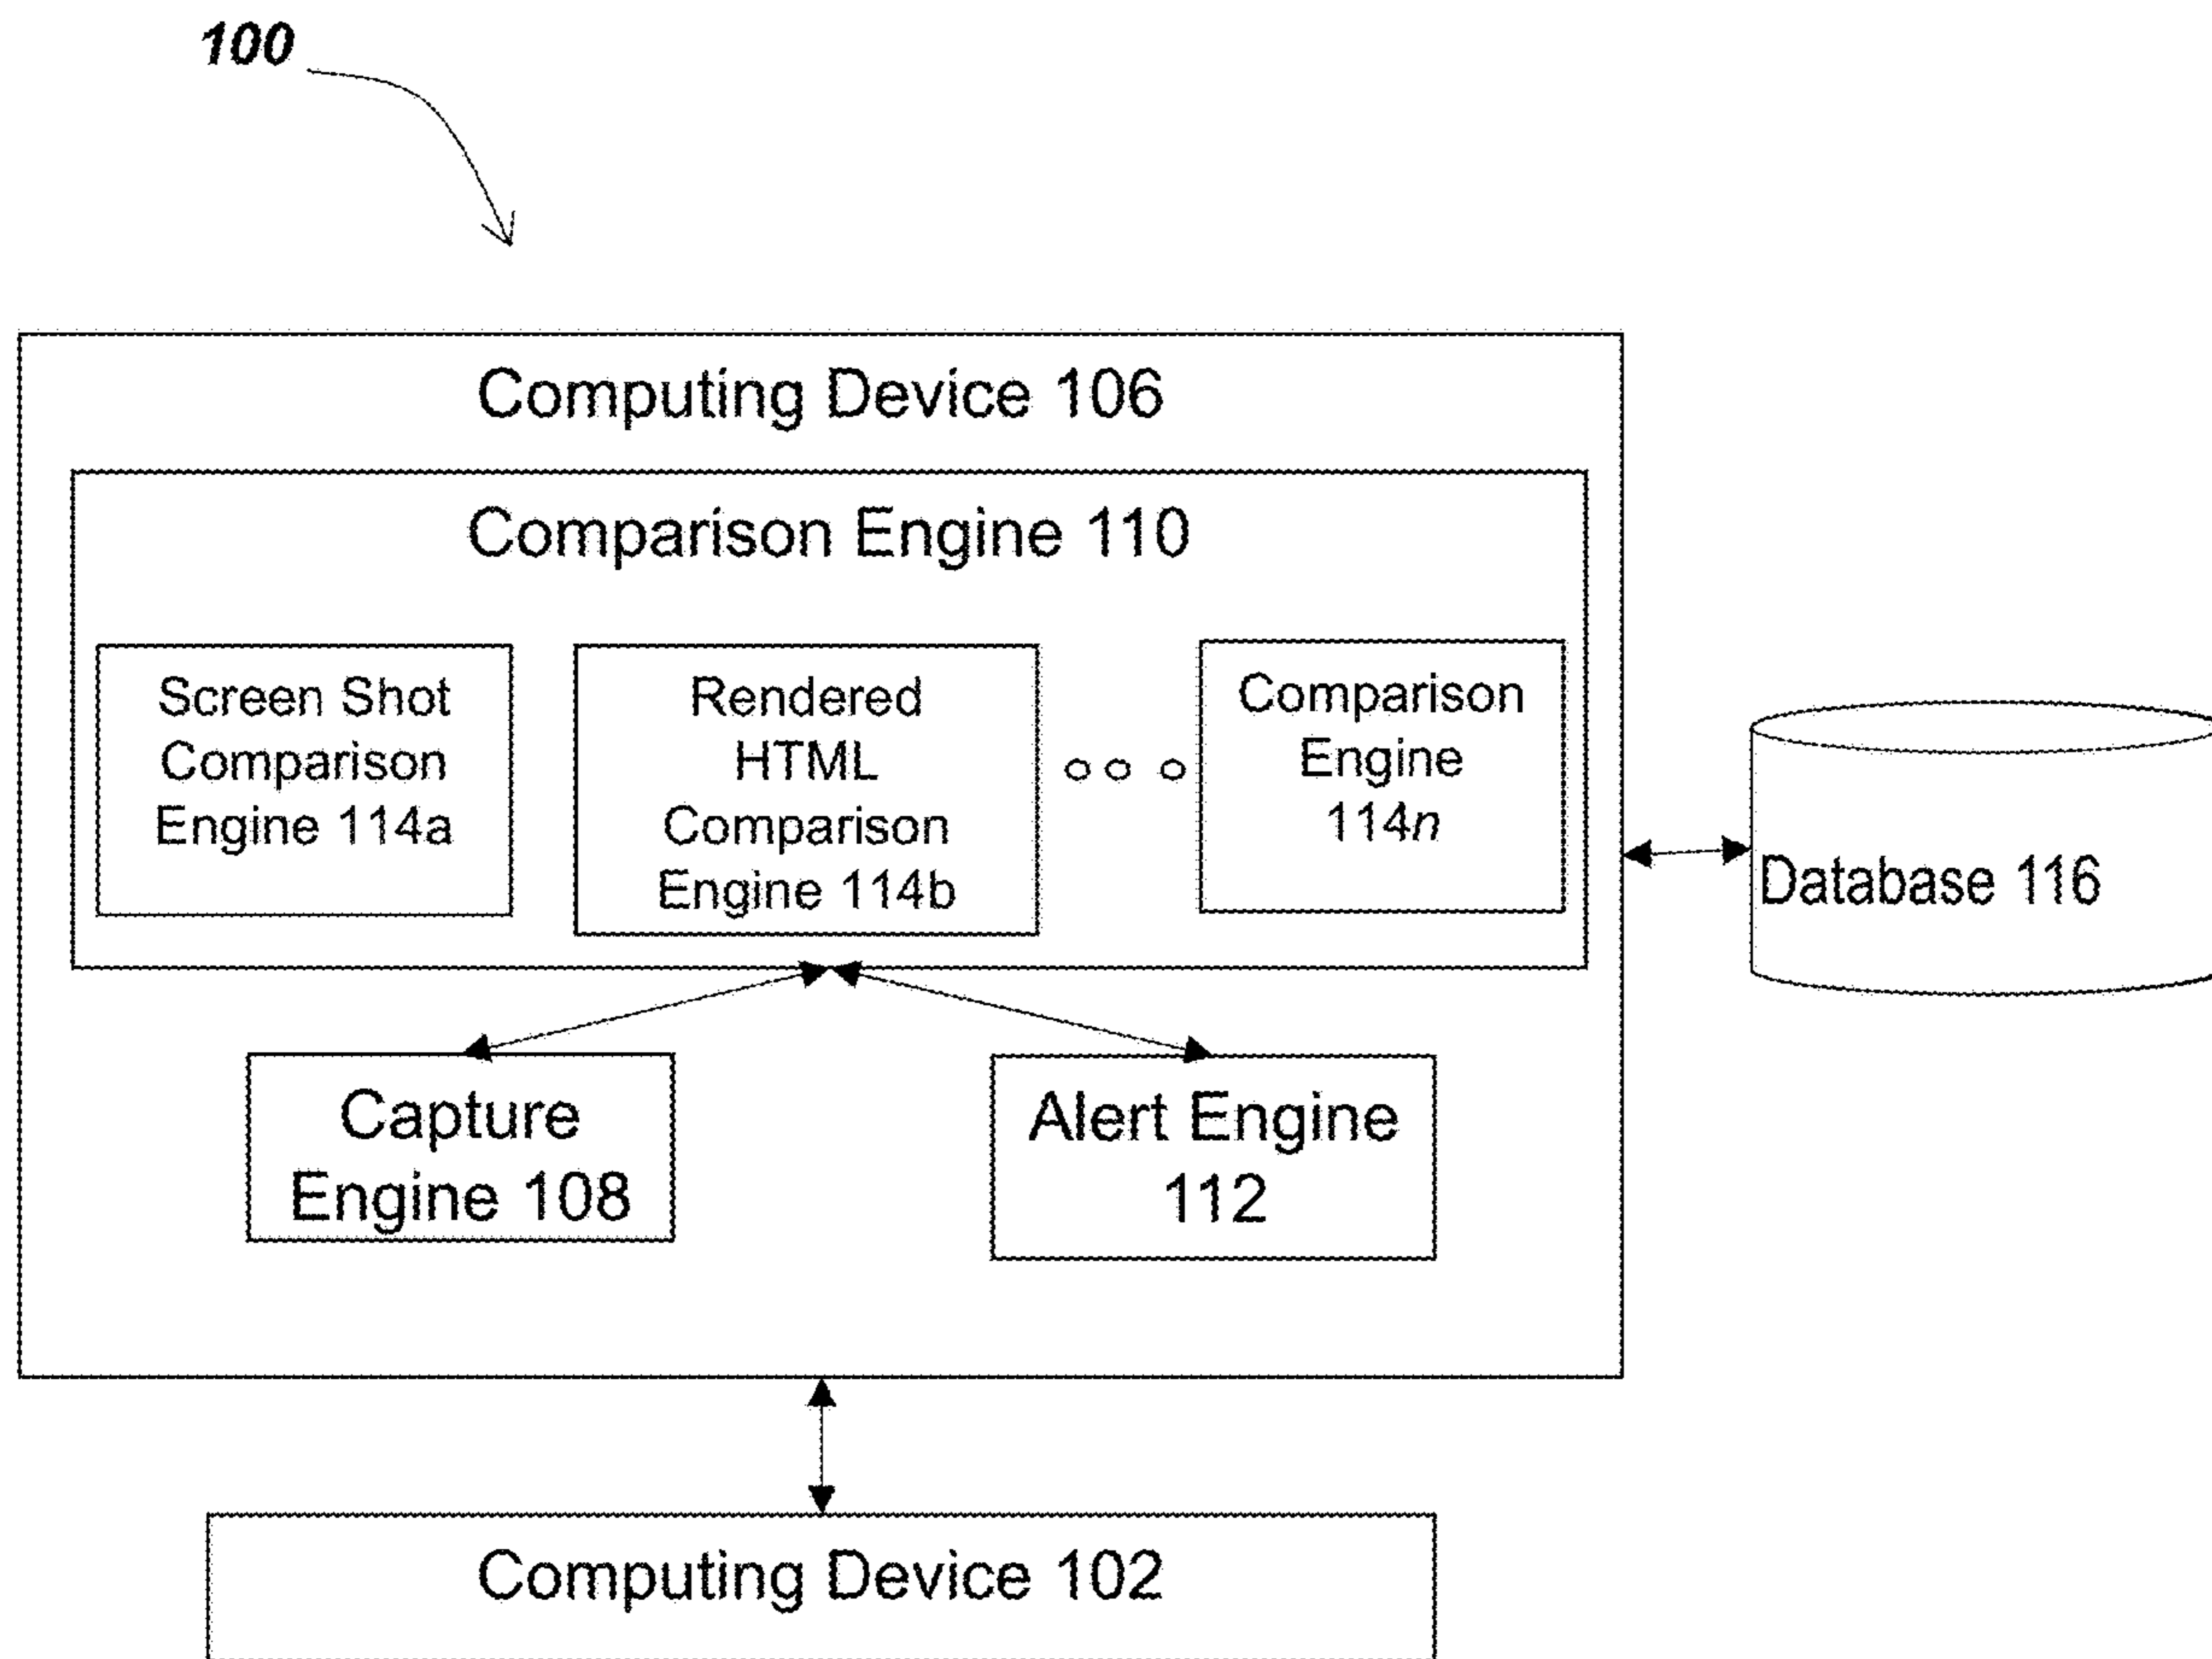 100
Computing Device 106
Comparison Engine 110
Screen Shot
Comparison
Engine 114a
Rendered
HTML
Comparison
Engine 114b
Comparison
Engine
114n
Database 116
Capture
Engine 108
Alert Engine
112
Computing Device 102